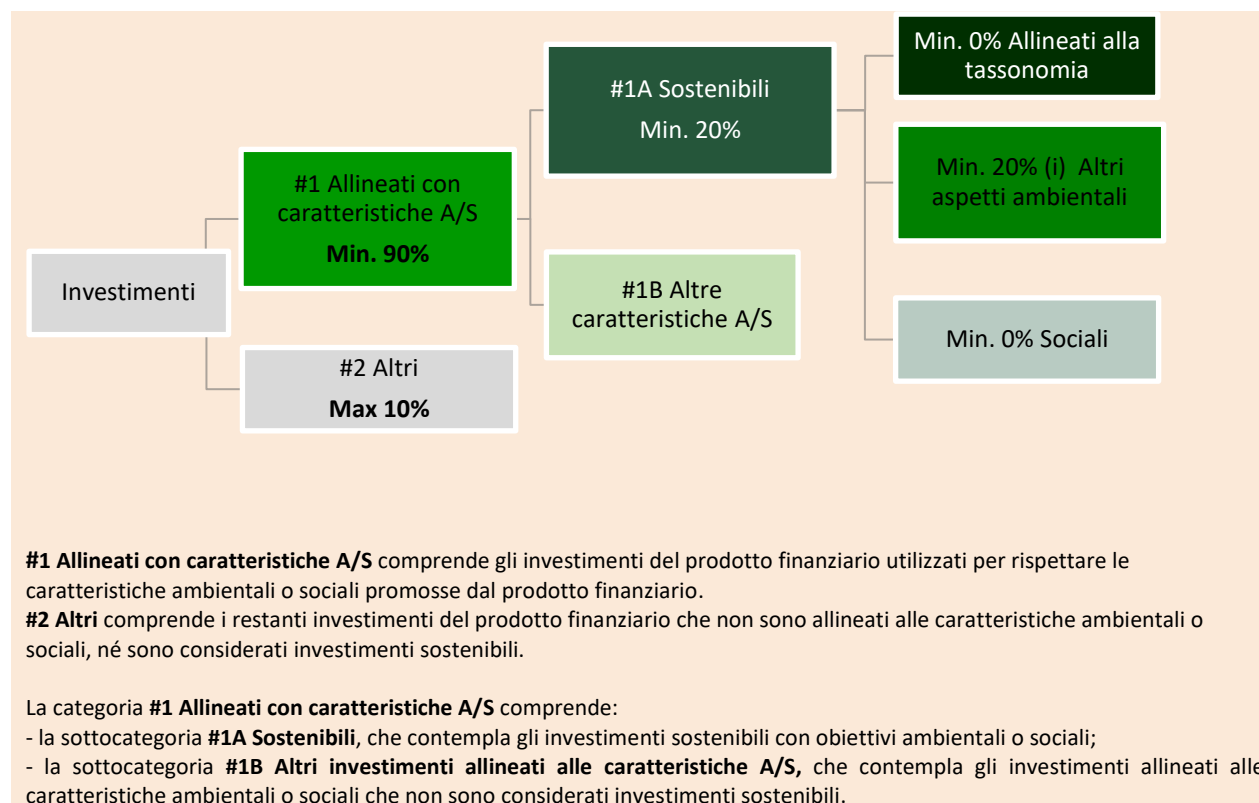 Min. 0% Allineati alla
tassonomia
#1A Sostenibili
Min. 20%
Min. 20% (i) Altri
aspetti ambientali
#1 Allineati con
caratteristiche A/S
Min. 90%
Investimenti
#1B Altre
caratteristiche A/S
Min. 0% Sociali
#2 Altri
Max 10%
#1 Allineati con caratteristiche A/S comprende gli investimenti del prodotto finanziario utilizzati per rispettare le
caratteristiche ambientali o sociali promosse dal prodotto finanziario.
#2 Altri comprende i restanti investimenti del prodotto finanziario che non sono allineati alle caratteristiche ambientali o
sociali, né sono considerati investimenti sostenibili.
La categoria #1 Allineati con caratteristiche A/S comprende:
- la sottocategoria #1A Sostenibili, che contempla gli investimenti sostenibili con obiettivi ambientali o sociali;
- la sottocategoria #1B Altri investimenti allineati alle caratteristiche A/S, che contempla gli investimenti allineati alle
caratteristiche ambientali o sociali che non sono considerati investimenti sostenibili.